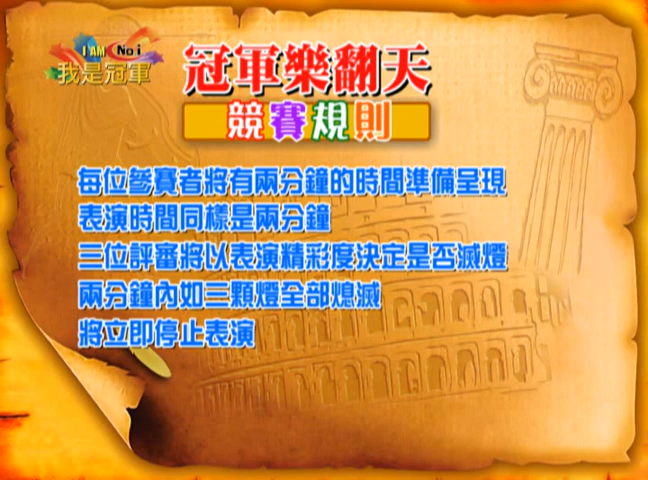 I AM No1
我是冠軍
冠軍樂翻天
競賽規則
每位參賽者將有兩分鐘的時間準備呈現
表演時間同樣是兩分鐘
三位評審將以表演精彩度決定是否滅燈
兩分鐘內如三顆燈全部熄滅
將立即停止表演